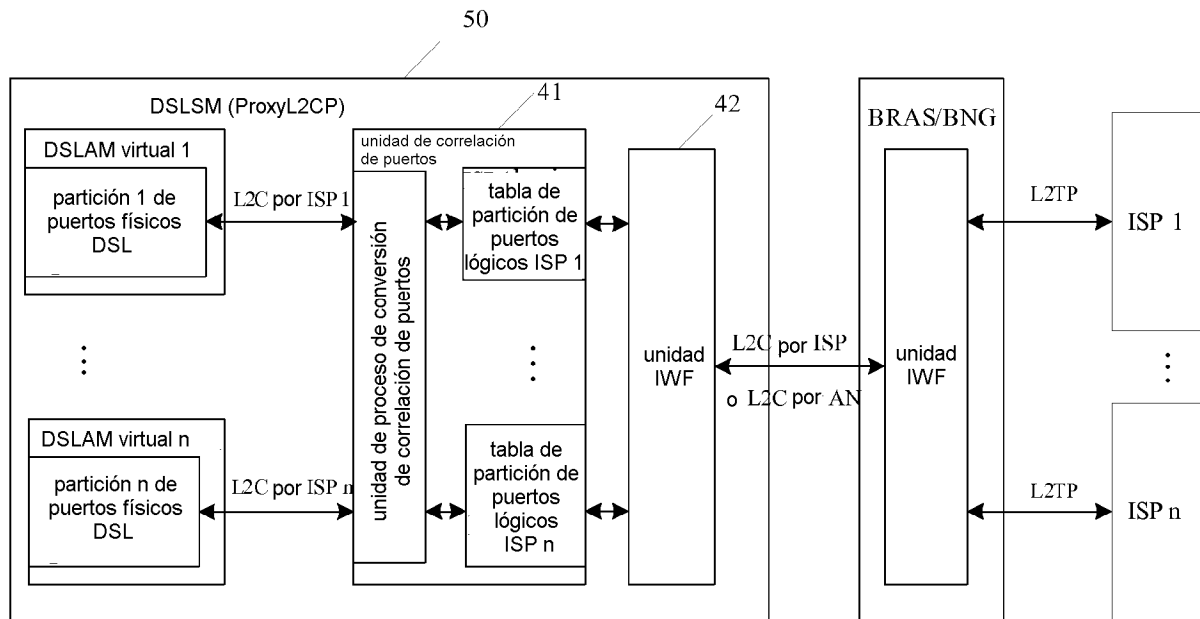 50
DSLSM (ProxyL2CP)
41
42
BRAS/BNG
unidad de correlación
de puertos
DSLAM virtual 1
partición 1 de
puertos físicos
DSL
L2C por ISP 1
tabla de
partición de
puertos
lógicos ISP 1
L2TP
ISP 1
unidad de proceso de conversión
de correlación de puertos
unidad
IWF
L2C por ISP
o L2C por AN
unidad
IWF
DSLAM virtual n
partición n de
puertos físicos
DSL
L2C por ISP n
tabla de
partición de
puertos
lógicos
ISP n
L2TP
ISP n